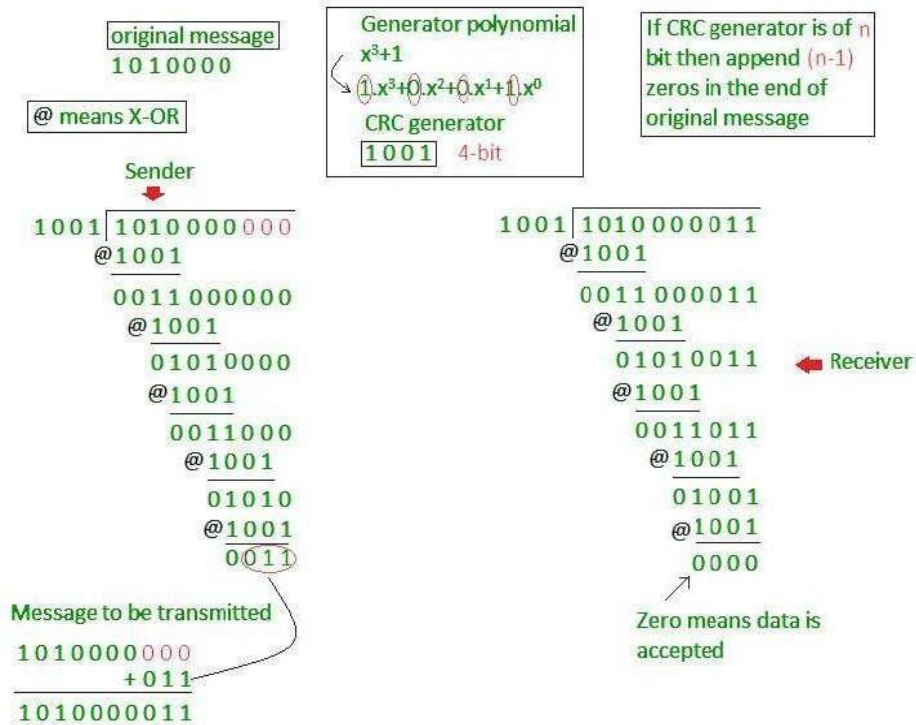 original message
1010000
@ means X-OR
Generator polynomial
x³+1
1.x³+0.x²+0.x¹+1.x⁰
CRC generator
1001 4-bit
If CRC generator is of n
bit then append (n-1)
zeros in the end of
original message
Sender
1001 1010000000
@1001
0011000000
@1001
01010000
@1001
0011000
@1001
01010
@1001
0011
Message to be transmitted
1010000000
+011
1010000011
1001 1010000011
@1001
0011000011
@1001
01010011
Receiver
@1001
0011011
@1001
01001
@1001
0000
Zero means data is
accepted